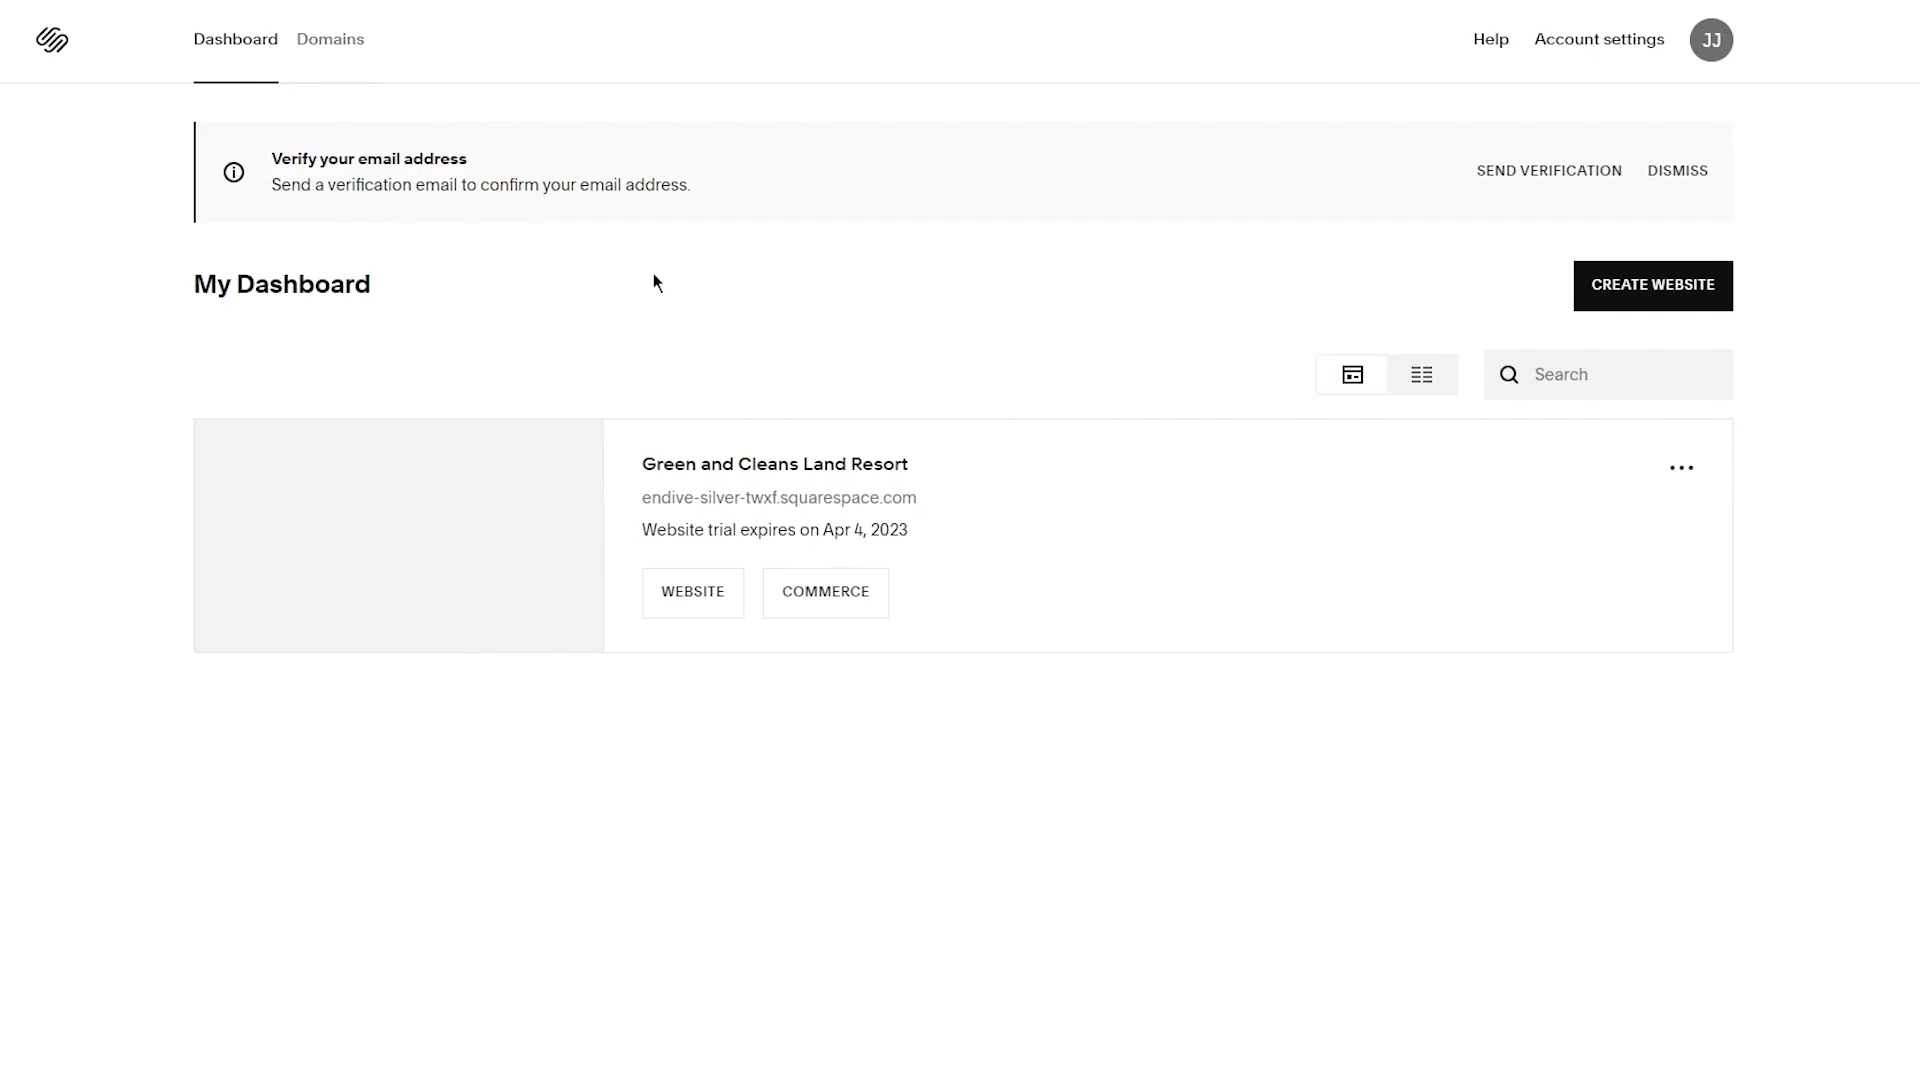 Dashboard Domains Help Account settings JJ
Verify your email address
Send a verification email to confirm your email address.
SEND VERIFICATION DISMISS
My Dashboard
CREATE WEBSITE
Search
Green and Cleans Land Resort
endive-silver-twxf.squarespace.com
Website trial expires on Apr 4, 2023
WEBSITE COMMERCE